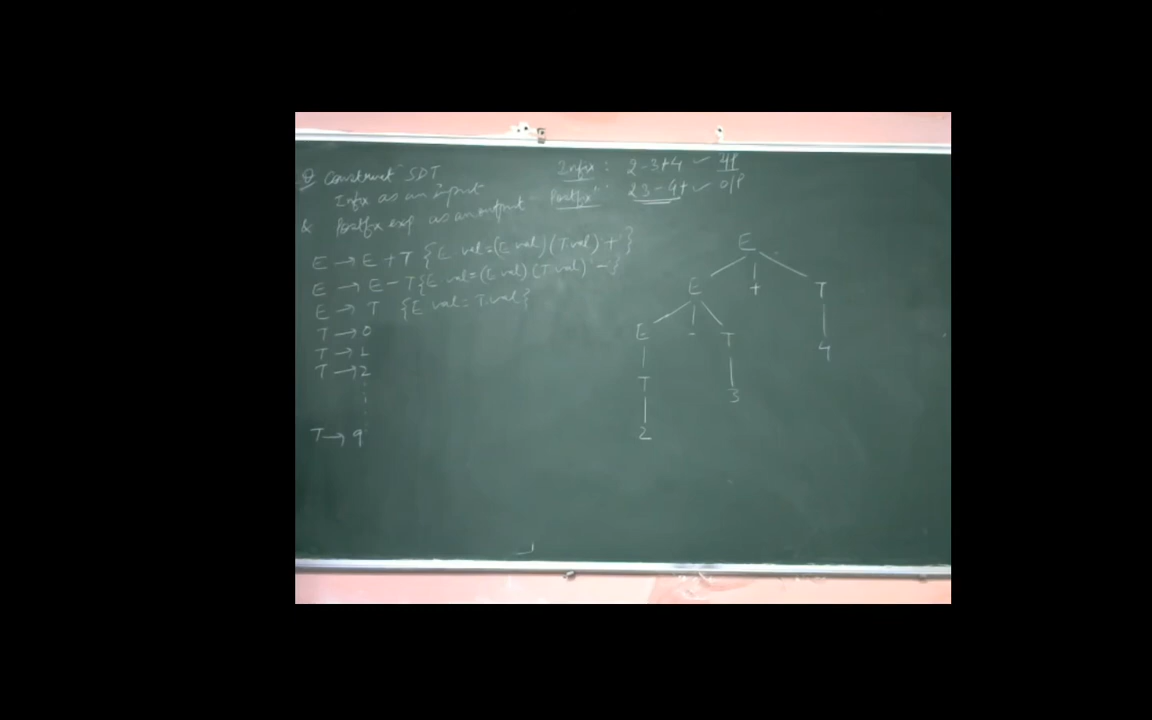 Q Construct SDT
Infix as an input
& Postfix exp as an output
Infix : 2-3+4 ✓ I/P
Postfix : 23-4+ ✓ O/P
E → E + T {E val = (E val) (T.val) '+'}
E → E - T {E val = (E val) (T.val) '-'}
E → T {E val = T.val}
T → 0
T → 1
T → 2
T → 9
E
E + T
E - T 4
T 3
2